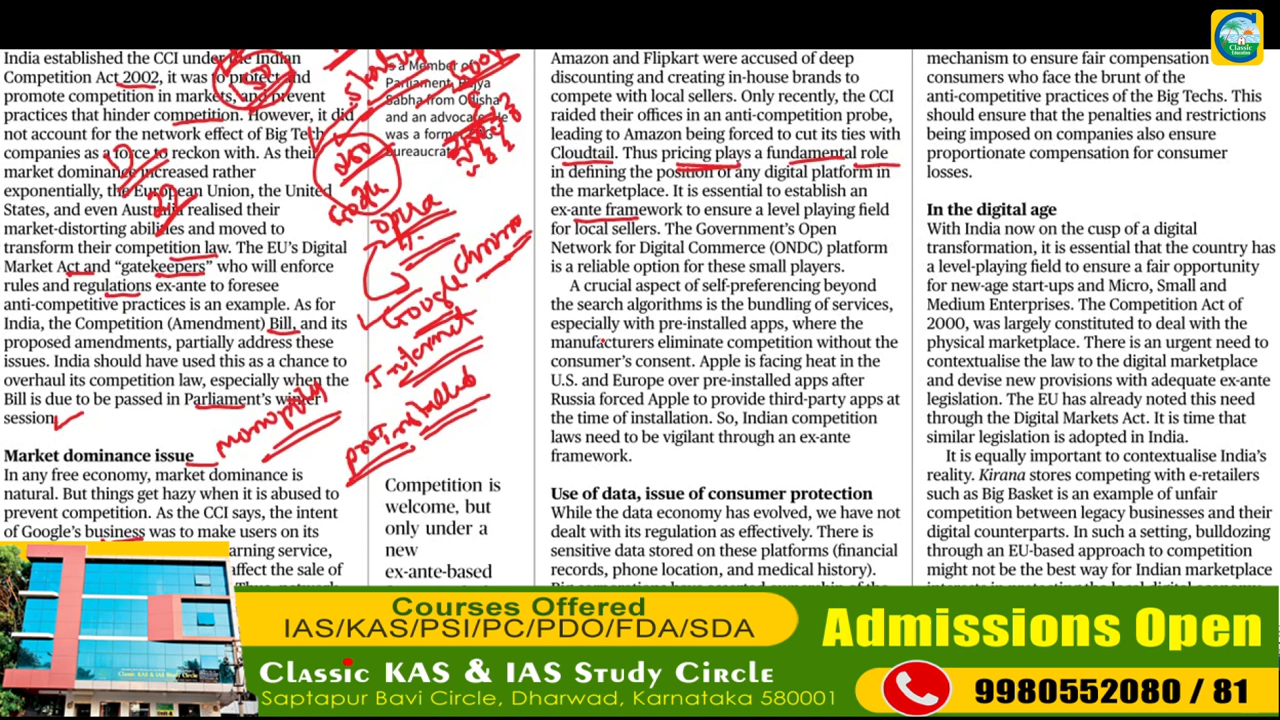 India established the CCI under the Indian
Competition Act 2002, it was to protect and
promote competition in markets, and prevent
practices that hinder competition. However, it did
not account for the network effect of Big Tech
companies as a force to reckon with. As their
market dominance increased rather
exponentially, the European Union, the United
States, and even Australia realised their
market-distorting abilities and moved to
transform their competition law. The EU's Digital
Market Act and “gatekeepers” who will enforce
rules and regulations ex-ante to foresee
anti-competitive practices is an example. As for
India, the Competition (Amendment) Bill, and its
proposed amendments, partially address these
issues. India should have used this as a chance to
overhaul its competition law, especially when the
Bill is due to be passed in Parliament's winter
session.
Market dominance issue
In any free economy, market dominance is
natural. But things get hazy when it is abused to
prevent competition. As the CCI says, the intent
of Google's business was to make users on its
arning service,
affect the sale of
is a Member of
Parliament, Rajya
Sabha from Odisha
and an advocate. He
was a former
bureaucrat
opera
Google chrome
Internet
monopoly
post installed
Competition is
welcome, but
only under a
new
ex-ante-based
Amazon and Flipkart were accused of deep
discounting and creating in-house brands to
compete with local sellers. Only recently, the CCI
raided their offices in an anti-competition probe,
leading to Amazon being forced to cut its ties with
Cloudtail. Thus pricing plays a fundamental role
in defining the position of any digital platform in
the marketplace. It is essential to establish an
ex-ante framework to ensure a level playing field
for local sellers. The Government's Open
Network for Digital Commerce (ONDC) platform
is a reliable option for these small players.
A crucial aspect of self-preferencing beyond
the search algorithms is the bundling of services,
especially with pre-installed apps, where the
manufacturers eliminate competition without the
consumer's consent. Apple is facing heat in the
U.S. and Europe over pre-installed apps after
Russia forced Apple to provide third-party apps at
the time of installation. So, Indian competition
laws need to be vigilant through an ex-ante
framework.
Use of data, issue of consumer protection
While the data economy has evolved, we have not
dealt with its regulation as effectively. There is
sensitive data stored on these platforms (financial
records, phone location, and medical history).
mechanism to ensure fair compensation
consumers who face the brunt of the
anti-competitive practices of the Big Techs. This
should ensure that the penalties and restrictions
being imposed on companies also ensure
proportionate compensation for consumer
losses.
In the digital age
With India now on the cusp of a digital
transformation, it is essential that the country has
a level-playing field to ensure a fair opportunity
for new-age start-ups and Micro, Small and
Medium Enterprises. The Competition Act of
2000, was largely constituted to deal with the
physical marketplace. There is an urgent need to
contextualise the law to the digital marketplace
and devise new provisions with adequate ex-ante
legislation. The EU has already noted this need
through the Digital Markets Act. It is time that
similar legislation is adopted in India.
It is equally important to contextualise India's
reality. Kirana stores competing with e-retailers
such as Big Basket is an example of unfair
competition between legacy businesses and their
digital counterparts. In such a setting, bulldozing
through an EU-based approach to competition
might not be the best way for Indian marketplace
Classic
Education
Courses Offered
IAS/KAS/PSI/PC/PDO/FDA/SDA
Classic KAS & IAS Study Circle
Saptapur Bavi Circle, Dharwad, Karnataka 580001
Admissions Open
9980552080 / 81